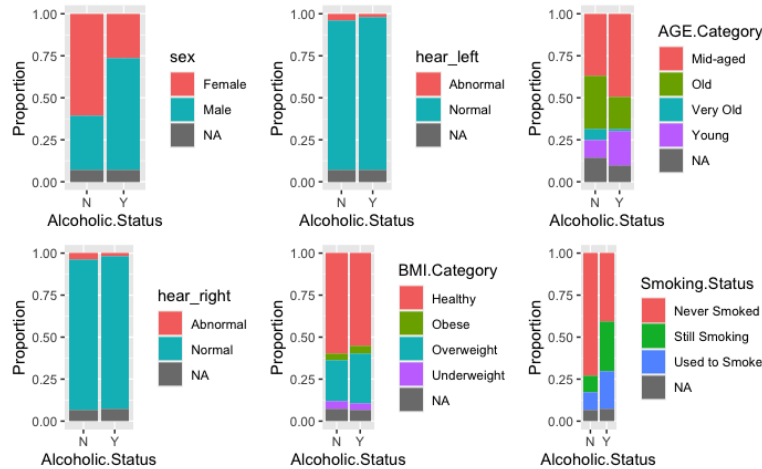 1.00
0.75
0.50
0.25
0.00
Proportion
N Y
Alcoholic.Status
sex
Female
Male
NA
1.00
0.75
0.50
0.25
0.00
Proportion
N Y
Alcoholic.Status
hear_left
Abnormal
Normal
NA
1.00
0.75
0.50
0.25
0.00
Proportion
N Y
Alcoholic.Status
AGE.Category
Mid-aged
Old
Very Old
Young
NA
1.00
0.75
0.50
0.25
0.00
Proportion
N Y
Alcoholic.Status
hear_right
Abnormal
Normal
NA
1.00
0.75
0.50
0.25
0.00
Proportion
N Y
Alcoholic.Status
BMI.Category
Healthy
Obese
Overweight
Underweight
NA
1.00
0.75
0.50
0.25
0.00
Proportion
N Y
Alcoholic.Status
Smoking.Status
Never Smoked
Still Smoking
Used to Smoke
NA